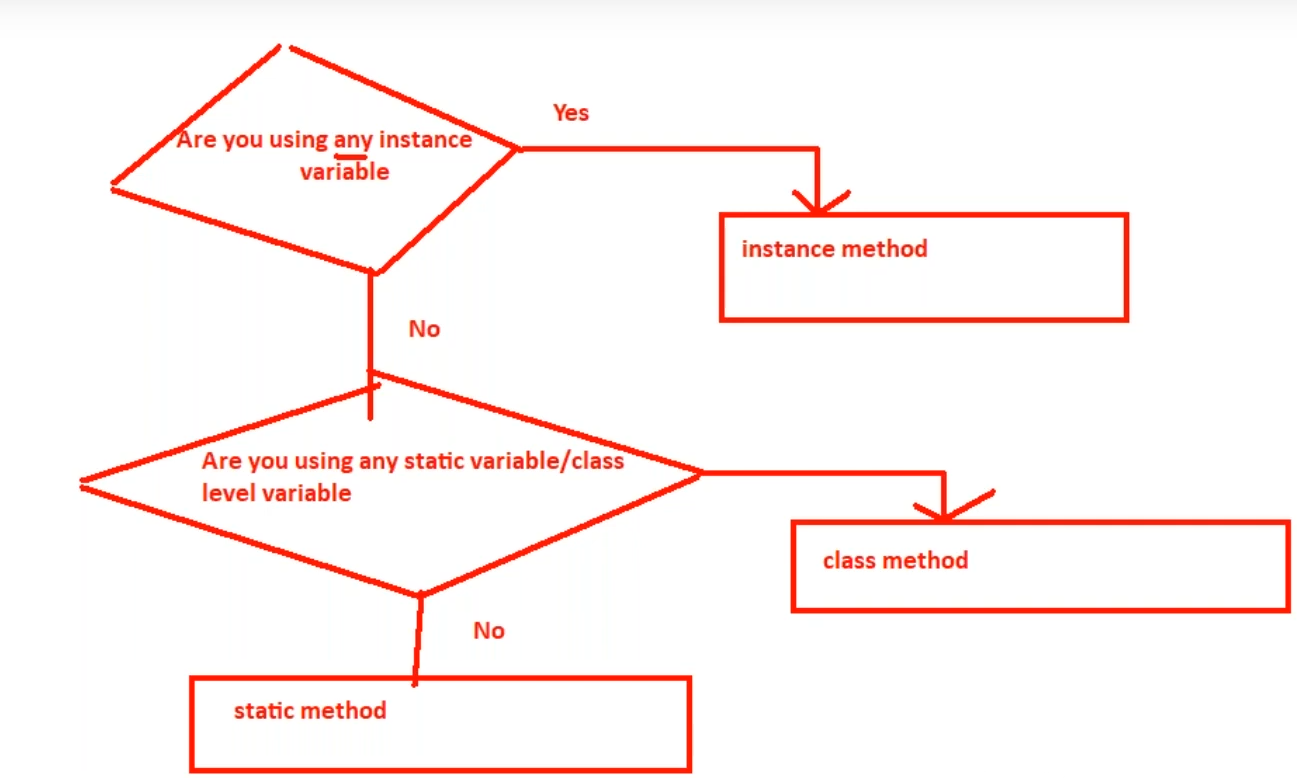 Yes
Are you using any instance
variable
instance method
No
Are you using any static variable/class
level variable
class method
No
static method